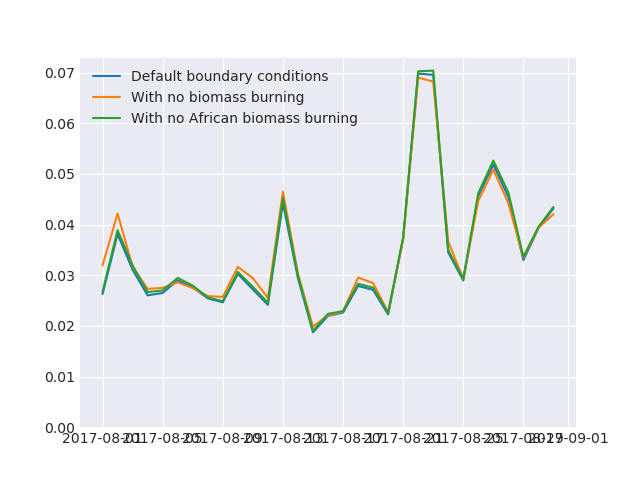 0.07
0.06
0.05
0.04
0.03
0.02
0.01
0.00
Default boundary conditions
With no biomass burning
With no African biomass burning
2017-08-01 2017-08-05 2017-08-09 2017-08-13 2017-08-17 2017-08-21 2017-08-25 2017-08-29 2017-09-01